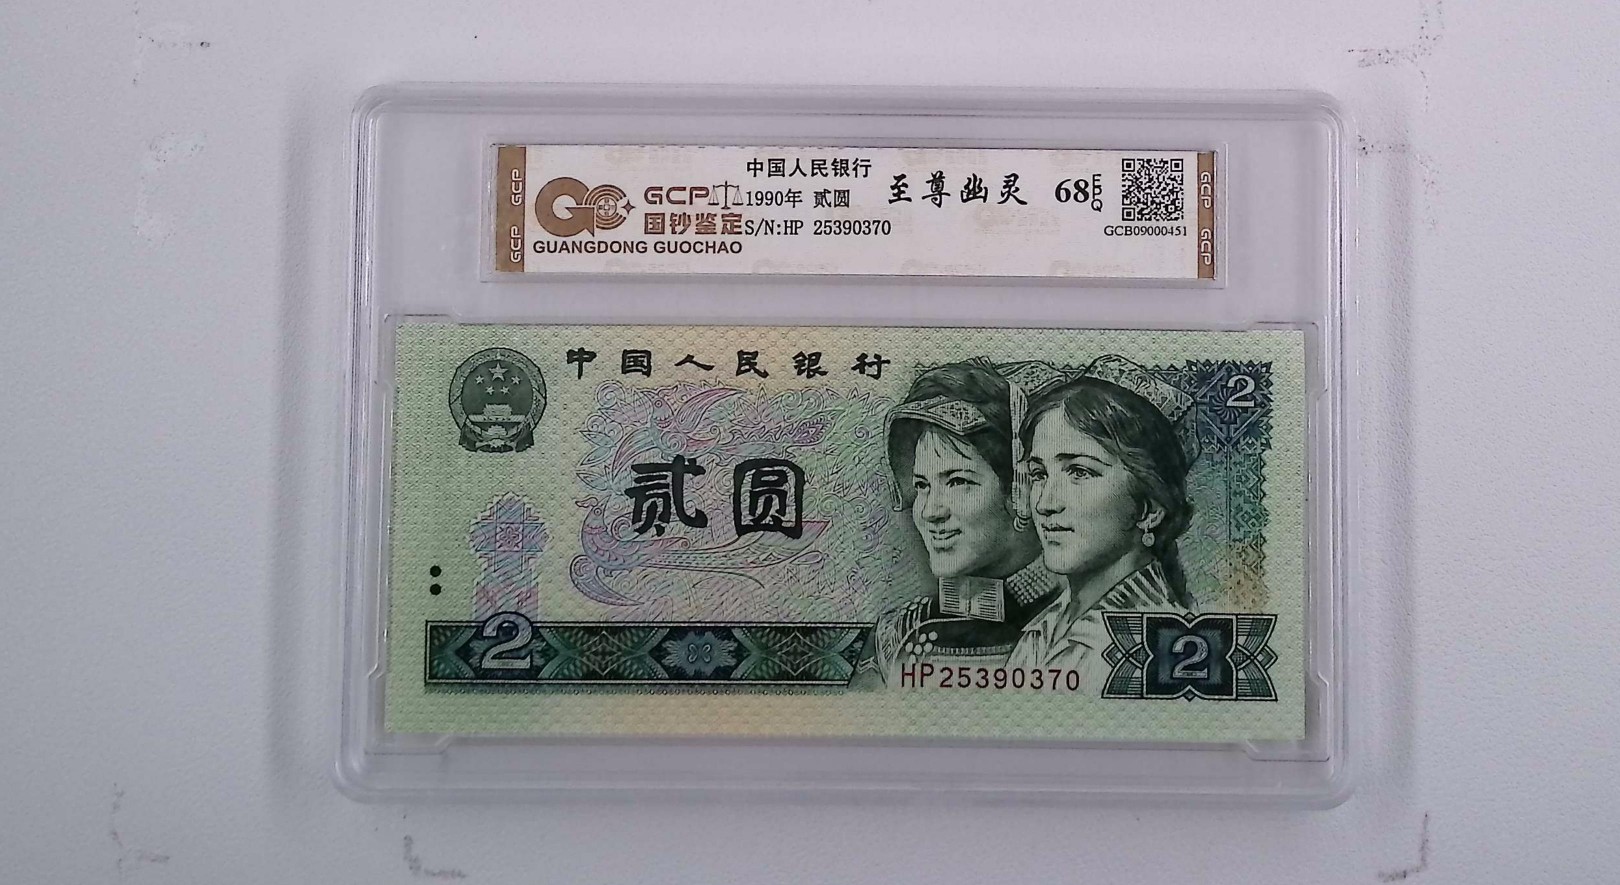 中国人民银行
GCP 1990年 贰圆 至尊幽灵 68 EPQ
国钞鉴定 S/N:HP 25390370 GCB09000451
GUANGDONG GUOCHAO
GCP GCP
GCP GCP
中国人民银行
2
贰圆
2
HP25390370
2